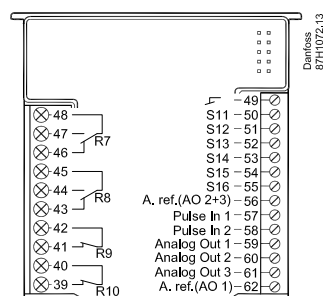 Danfoss
87H1072.13
48
47
R7
46
45
44
R8
43
42
41
R9
40
39
R10
49
S11 – 50
S12 – 51
S13 – 52
S14 – 53
S15 – 54
S16 – 55
A. ref.(AO 2+3) – 56
Pulse In 1 – 57
Pulse In 2 – 58
Analog Out 1 – 59
Analog Out 2 – 60
Analog Out 3 – 61
A. ref.(AO 1) – 62